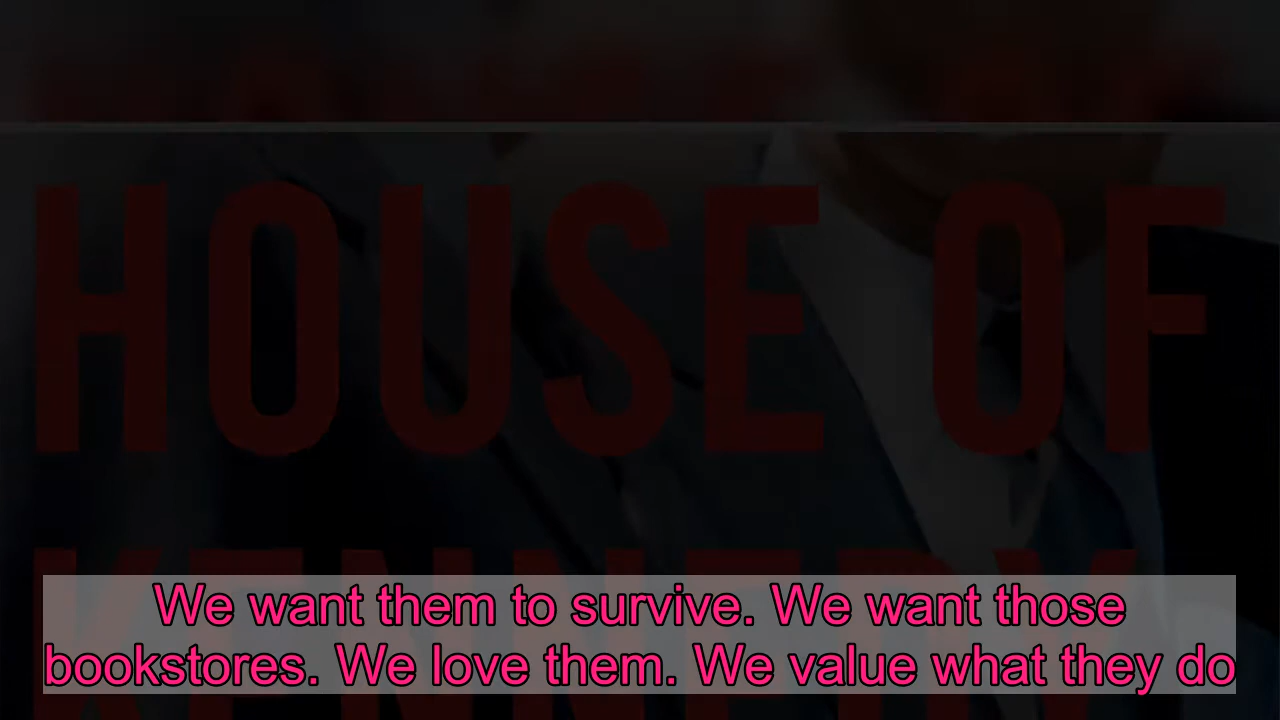 HOUSE OF
KENNEDY
We want them to survive. We want those
bookstores. We love them. We value what they do